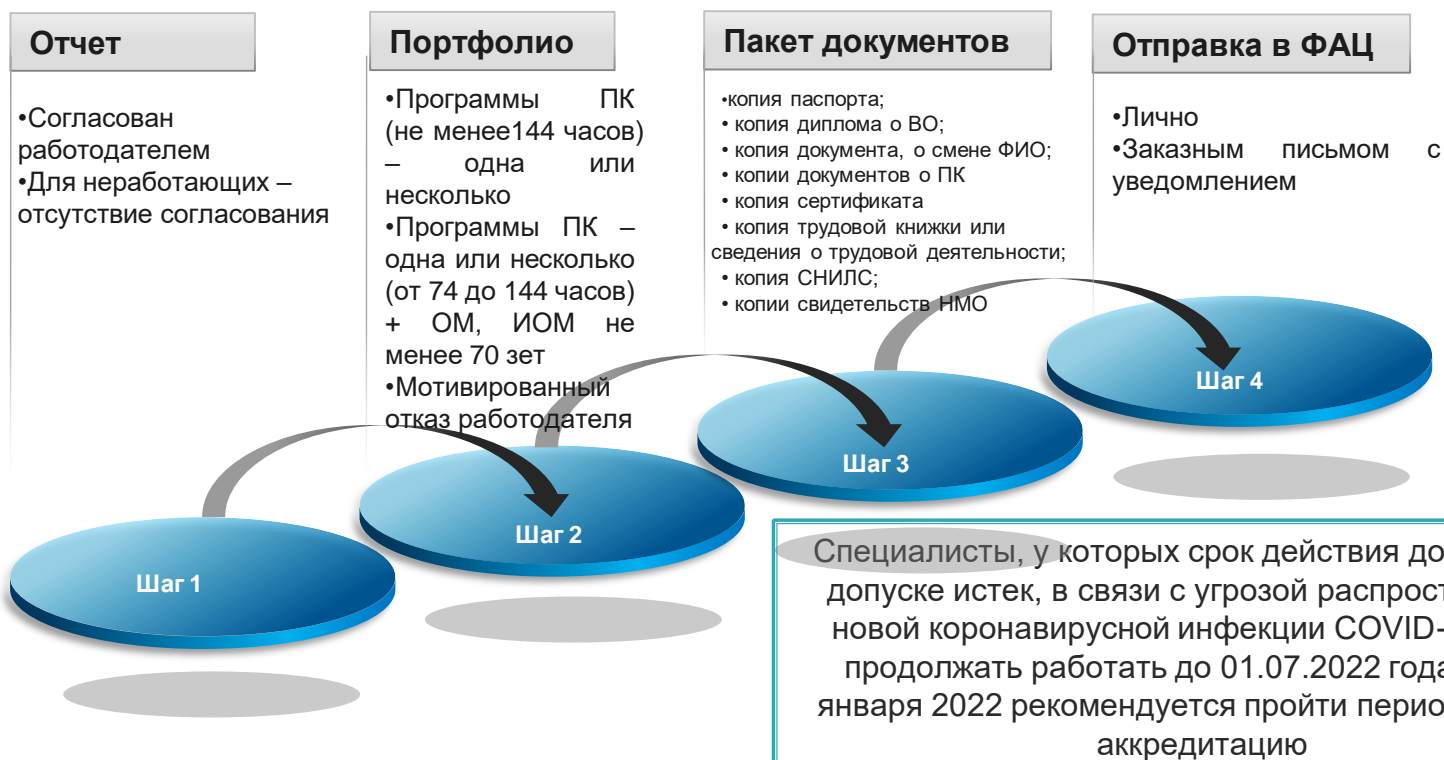 Отчет
•Согласован
работодателем
•Для неработающих –
отсутствие согласования
Портфолио
•Программы ПК
(не менее144 часов)
– одна или
несколько
•Программы ПК –
одна или несколько
(от 74 до 144 часов)
+ ОМ, ИОМ не
менее 70 зет
•Мотивированный
отказ работодателя
Пакет документов
•копия паспорта;
• копия диплома о ВО;
• копия документа, о смене ФИО;
• копии документов о ПК
• копия сертификата
• копия трудовой книжки или
сведения о трудовой деятельности;
• копия СНИЛС;
• копии свидетельств НМО
Отправка в ФАЦ
•Лично
•Заказным письмом с
уведомлением
Шаг 1
Шаг 2
Шаг 3
Шаг 4
Специалисты, у которых срок действия до
допуске истек, в связи с угрозой распрост
новой коронавирусной инфекции COVID-
продолжать работать до 01.07.2022 года
января 2022 рекомендуется пройти перио
аккредитацию